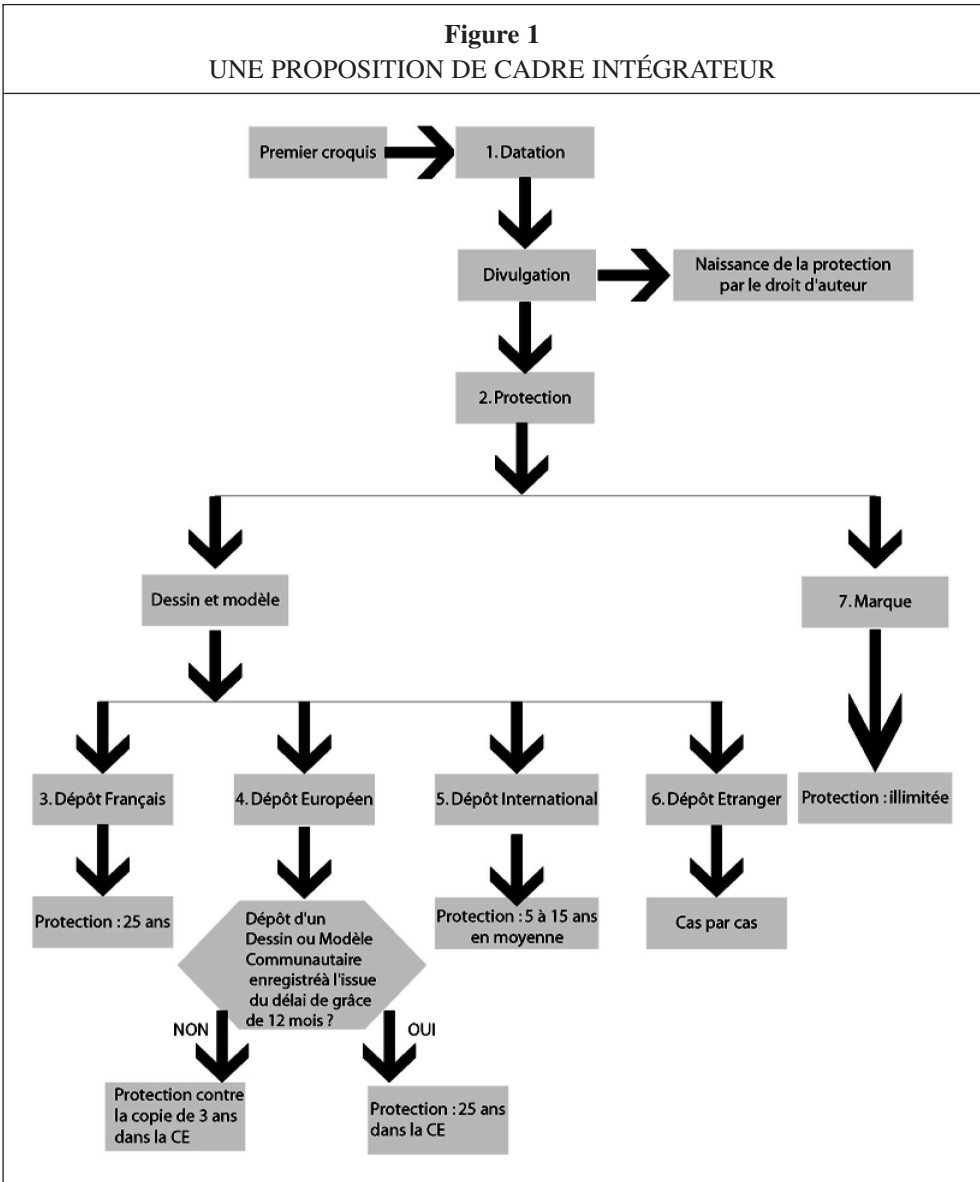 Figure 1
UNE PROPOSITION DE CADRE INTÉGRATEUR
Premier croquis
1. Datation
Divulgation
Naissance de la protection
par le droit d'auteur
2. Protection
Dessin et modèle
7. Marque
3. Dépôt Français
4. Dépôt Européen
5. Dépôt International
6. Dépôt Etranger
Protection : illimitée
Protection : 25 ans
Dépôt d'un
Dessin ou Modèle
Communautaire
enregistréà l'issue
du délai de grâce
de 12 mois ?
Protection : 5 à 15 ans
en moyenne
Cas par cas
NON
OUI
Protection contre
la copie de 3 ans
dans la CE
Protection : 25 ans
dans la CE